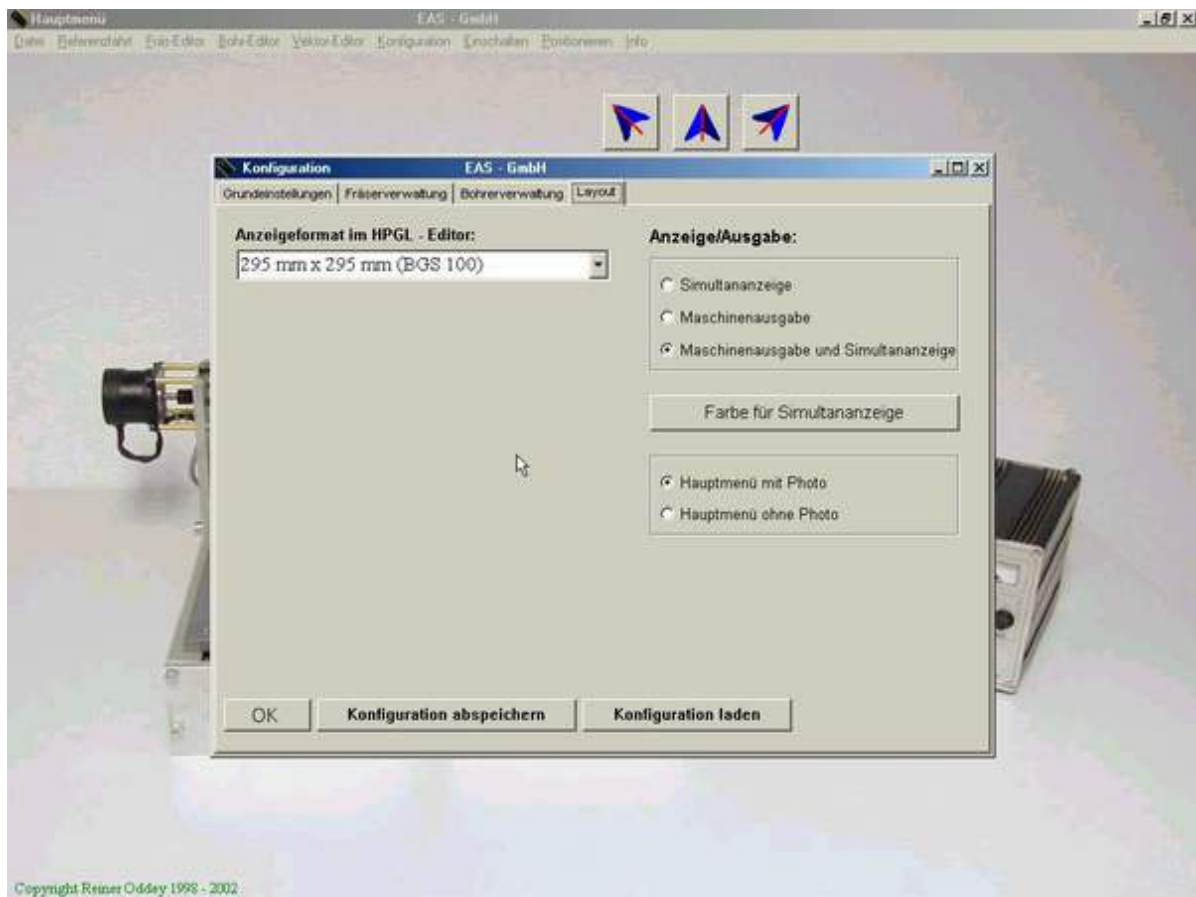 Hauptmenü EAS - GmbH
Datei Referenzfahrt Fräs-Editor Bohr-Editor Vektor-Editor Konfiguration Einschalten Positionieren Info
Konfiguration EAS - GmbH
Grundeinstellungen Fräserverwaltung Bohrerverwaltung Layout
Anzeigeformat im HPGL - Editor:
295 mm x 295 mm (BGS 100)
Anzeige/Ausgabe:
Simultananzeige
Maschinenausgabe
Maschinenausgabe und Simultananzeige
Farbe für Simultananzeige
Hauptmenü mit Photo
Hauptmenü ohne Photo
OK Konfiguration abspeichern Konfiguration laden
Copyright Reiner Oddey 1998 - 2002